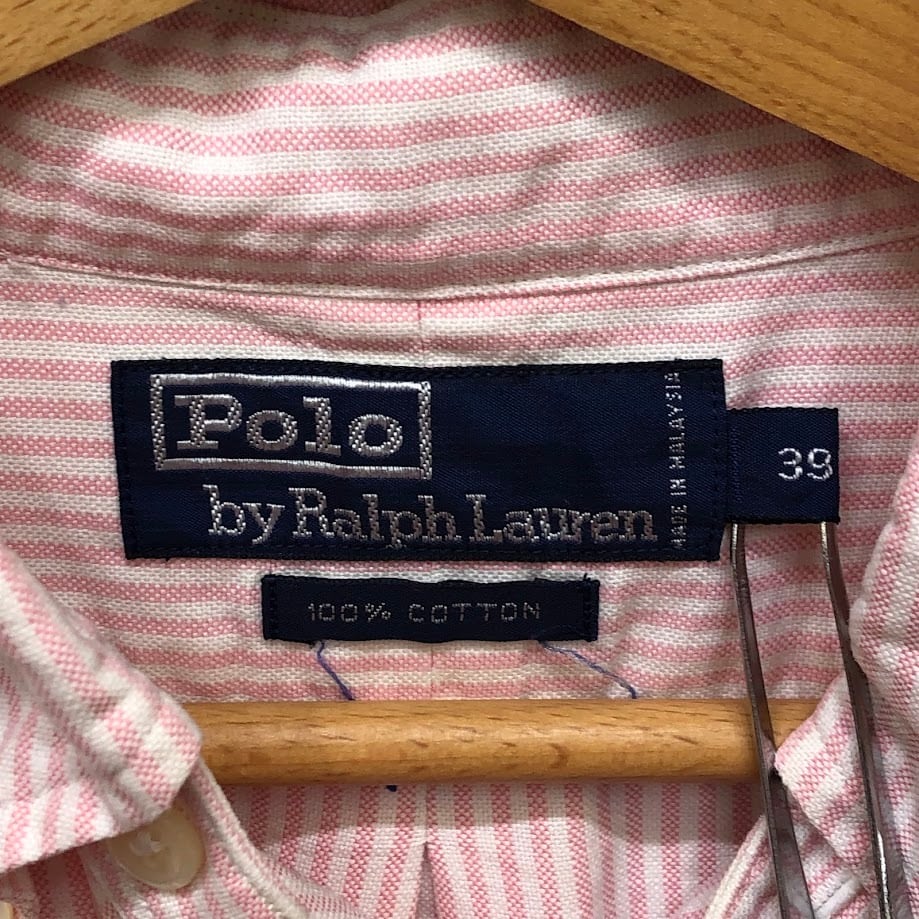 Polo
by Ralph Lauren
MADE IN MALAYSIA
39
100% COTTON